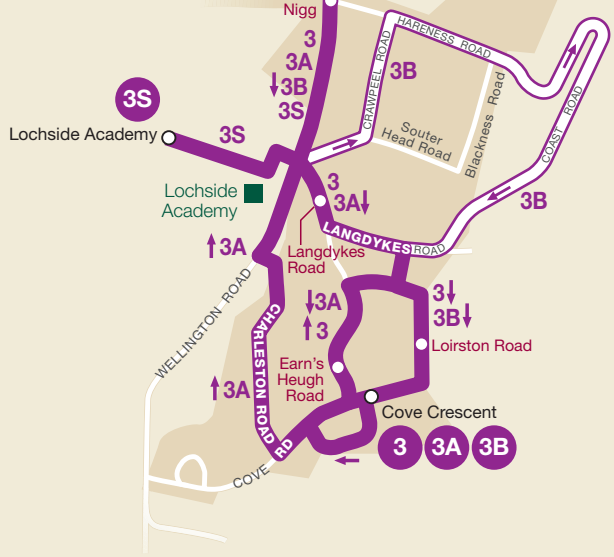 Nigg
3
3A
↓3B
3S
HARENESS ROAD
CRAWPEEL ROAD
3B
3S
Lochside Academy
3S
Souter
Head Road
Blackness Road
COAST ROAD
3B
Lochside
Academy
3
3A↓
LANGDYKES ROAD
Langdykes
Road
↑3A
WELLINGTON ROAD
↓3A
↑3
3↓
3B↓
CHARLESTON ROAD
Loirston Road
Earn's
Heugh
Road
↑3A
Cove Crescent
3 3A 3B
COVE RD
←